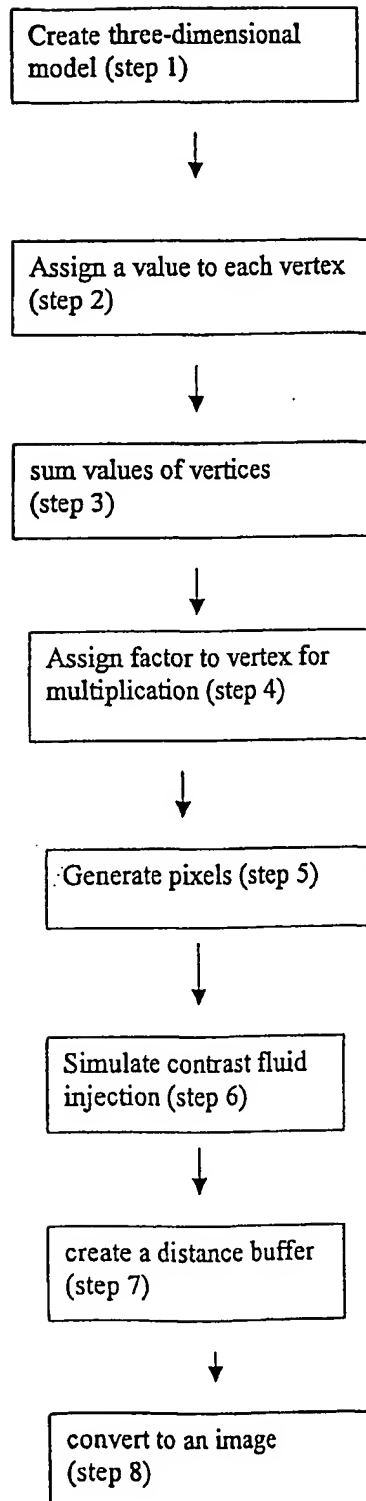 Create three-dimensional
model (step 1)
Assign a value to each vertex
(step 2)
sum values of vertices
(step 3)
Assign factor to vertex for
multiplication (step 4)
Generate pixels (step 5)
Simulate contrast fluid
injection (step 6)
create a distance buffer
(step 7)
convert to an image
(step 8)